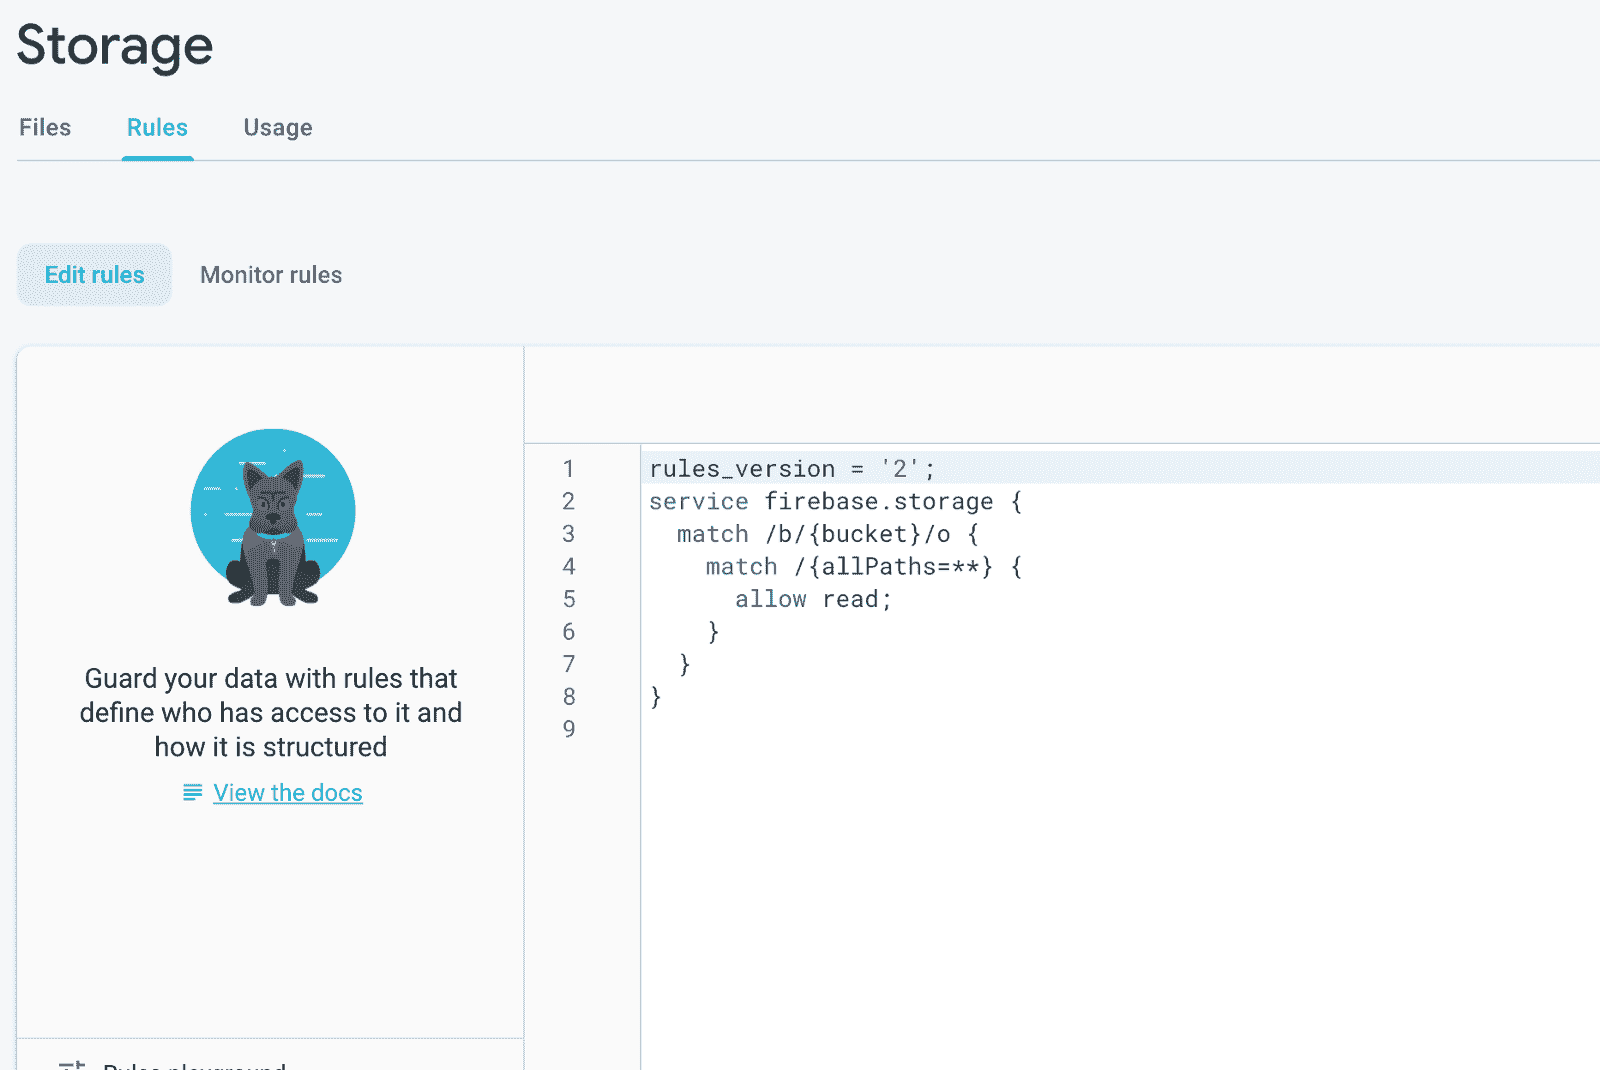 Storage
Files Rules Usage
Edit rules Monitor rules
Guard your data with rules that
define who has access to it and
how it is structured
View the docs
Rules playground
1 rules_version = '2';
2 service firebase.storage {
3   match /b/{bucket}/o {
4     match /{allPaths=**} {
5       allow read;
6     }
7   }
8 }
9